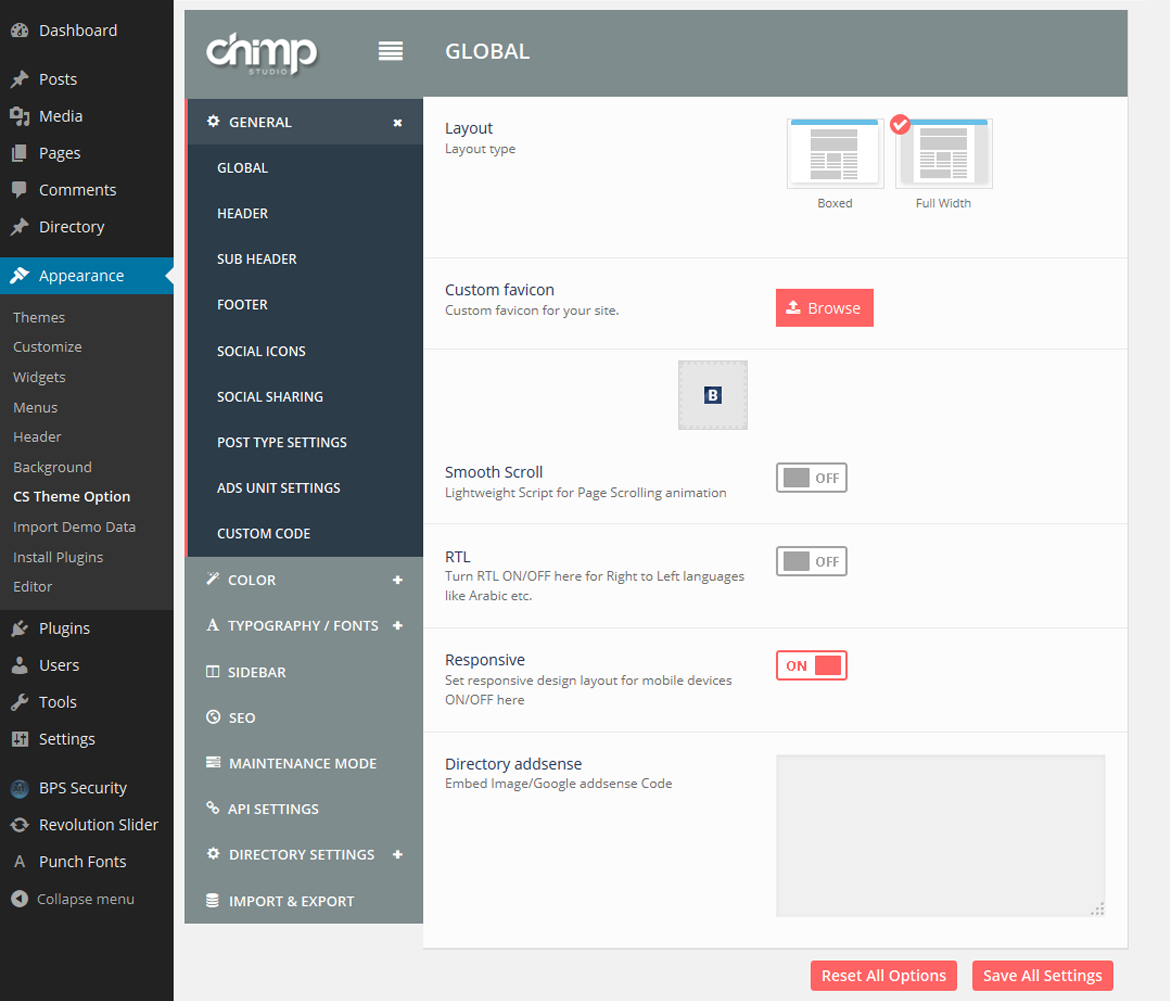 Dashboard
Posts
Media
Pages
Comments
Directory
Appearance
Themes
Customize
Widgets
Menus
Header
Background
CS Theme Option
Import Demo Data
Install Plugins
Editor
Plugins
Users
Tools
Settings
BPS Security
Revolution Slider
Punch Fonts
Collapse menu
chimp
STUDIO
GENERAL
GLOBAL
HEADER
SUB HEADER
FOOTER
SOCIAL ICONS
SOCIAL SHARING
POST TYPE SETTINGS
ADS UNIT SETTINGS
CUSTOM CODE
COLOR
TYPOGRAPHY / FONTS
SIDEBAR
SEO
MAINTENANCE MODE
API SETTINGS
DIRECTORY SETTINGS
IMPORT & EXPORT
GLOBAL
Layout
Layout type
Boxed
Full Width
Custom favicon
Custom favicon for your site.
Browse
B
Smooth Scroll
Lightweight Script for Page Scrolling animation
OFF
RTL
Turn RTL ON/OFF here for Right to Left languages
like Arabic etc.
OFF
Responsive
Set responsive design layout for mobile devices
ON/OFF here
ON
Directory addsense
Embed Image/Google addsense Code
Reset All Options
Save All Settings